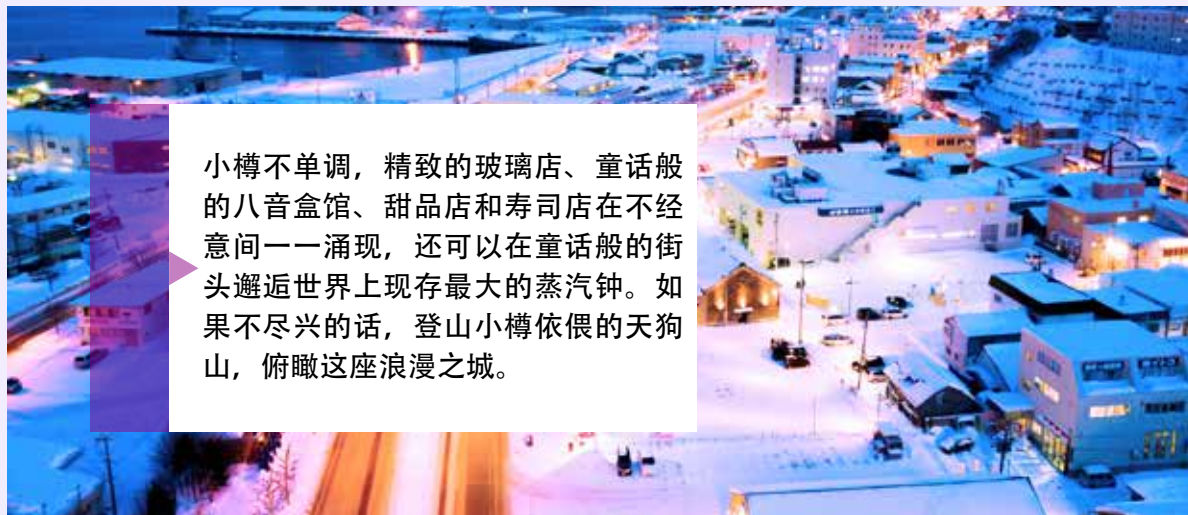 小樽不单调，精致的玻璃店、童话般
的八音盒馆、甜品店和寿司店在不经
意间一一涌现，还可以在童话般的街
头邂逅世界上现存最大的蒸汽钟。如
果不尽兴的话，登山小樽依偎的天狗
山，俯瞰这座浪漫之城。